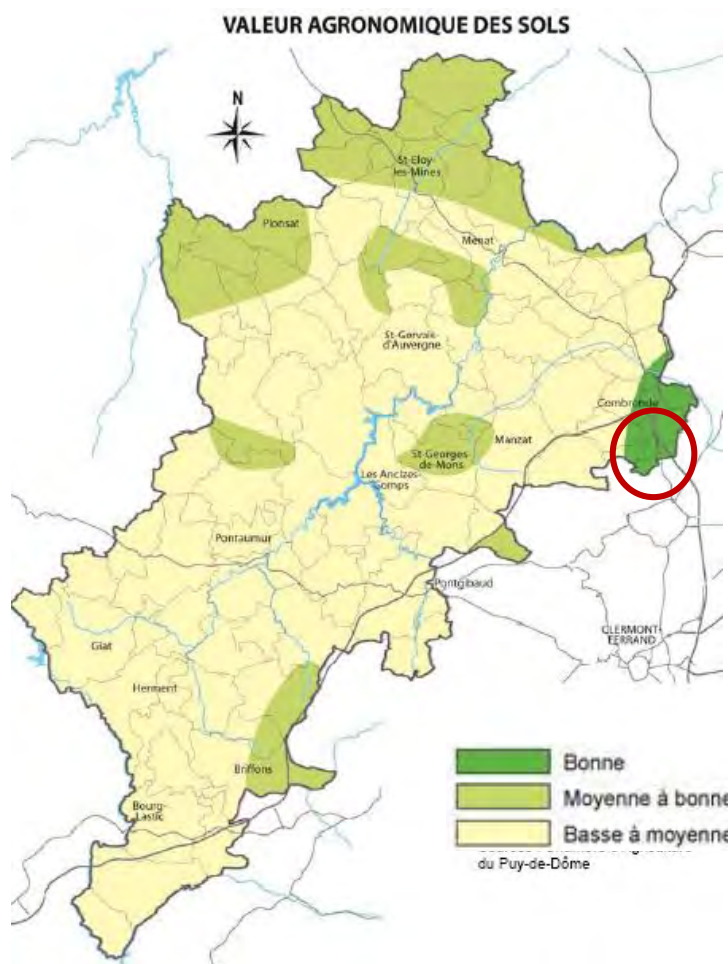 VALEUR AGRONOMIQUE DES SOLS
N
St-Eloy
les-Mines
Pionsat
Menat
St-Gervais-
d'Auvergne
Combronde
Manzat
St-Georges
de-Mons
Les Ancizes-
Comps
Pontaumur
Pontgibaud
CLERMONT-
FERRAND
Giat
Herment
Briffons
Bourg-
Lastic
Bonne
Moyenne à bonne
Basse à moyenne
du Puy-de-Dôme